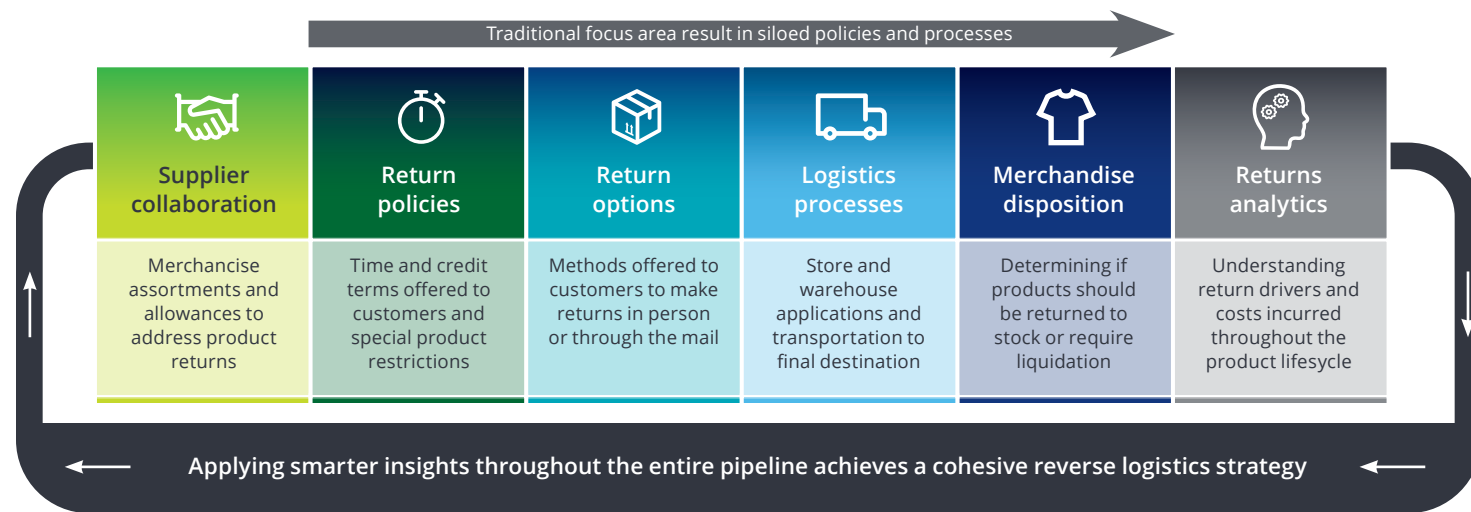 Traditional focus area result in siloed policies and processes
Supplier
collaboration
Return
policies
Return
options
Logistics
processes
Merchandise
disposition
Returns
analytics
Merchancise
assortments and
allowances to
address product
returns
Time and credit
terms offered to
customers and
special product
restrictions
Methods offered to
customers to make
returns in person
or through the mail
Store and
warehouse
applications and
transportation to
final destination
Determining if
products should
be returned to
stock or require
liquidation
Understanding
return drivers and
costs incurred
throughout the
product lifesycle
Applying smarter insights throughout the entire pipeline achieves a cohesive reverse logistics strategy